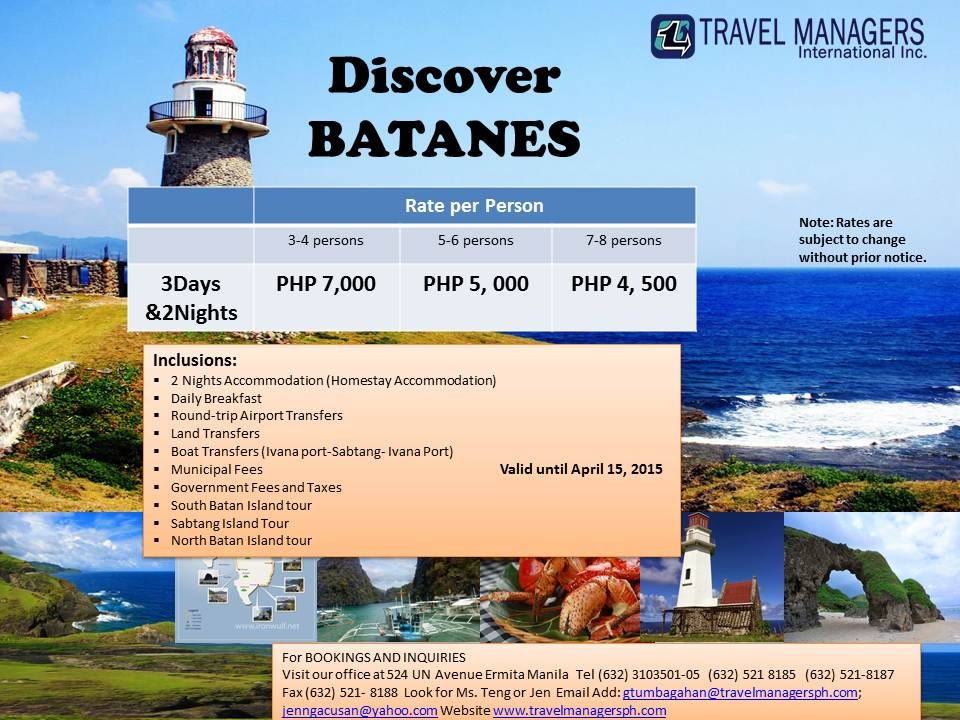 TRAVEL MANAGERS
International Inc.
Discover
BATANES
Rate per Person
3-4 persons 5-6 persons 7-8 persons
3Days
&2Nights PHP 7,000 PHP 5, 000 PHP 4, 500
Note: Rates are
subject to change
without prior notice.
Inclusions:
▪ 2 Nights Accommodation (Homestay Accommodation)
▪ Daily Breakfast
▪ Round-trip Airport Transfers
▪ Land Transfers
▪ Boat Transfers (Ivana port-Sabtang- Ivana Port)
▪ Municipal Fees Valid until April 15, 2015
▪ Government Fees and Taxes
▪ South Batan Island tour
▪ Sabtang Island Tour
▪ North Batan Island tour
www.ironwulf.net
For BOOKINGS AND INQUIRIES
Visit our office at 524 UN Avenue Ermita Manila Tel (632) 3103501-05 (632) 521 8185 (632) 521-8187
Fax (632) 521- 8188 Look for Ms. Teng or Jen Email Add: gtumbagahan@travelmanagersph.com;
jenngacusan@yahoo.com Website www.travelmanagersph.com